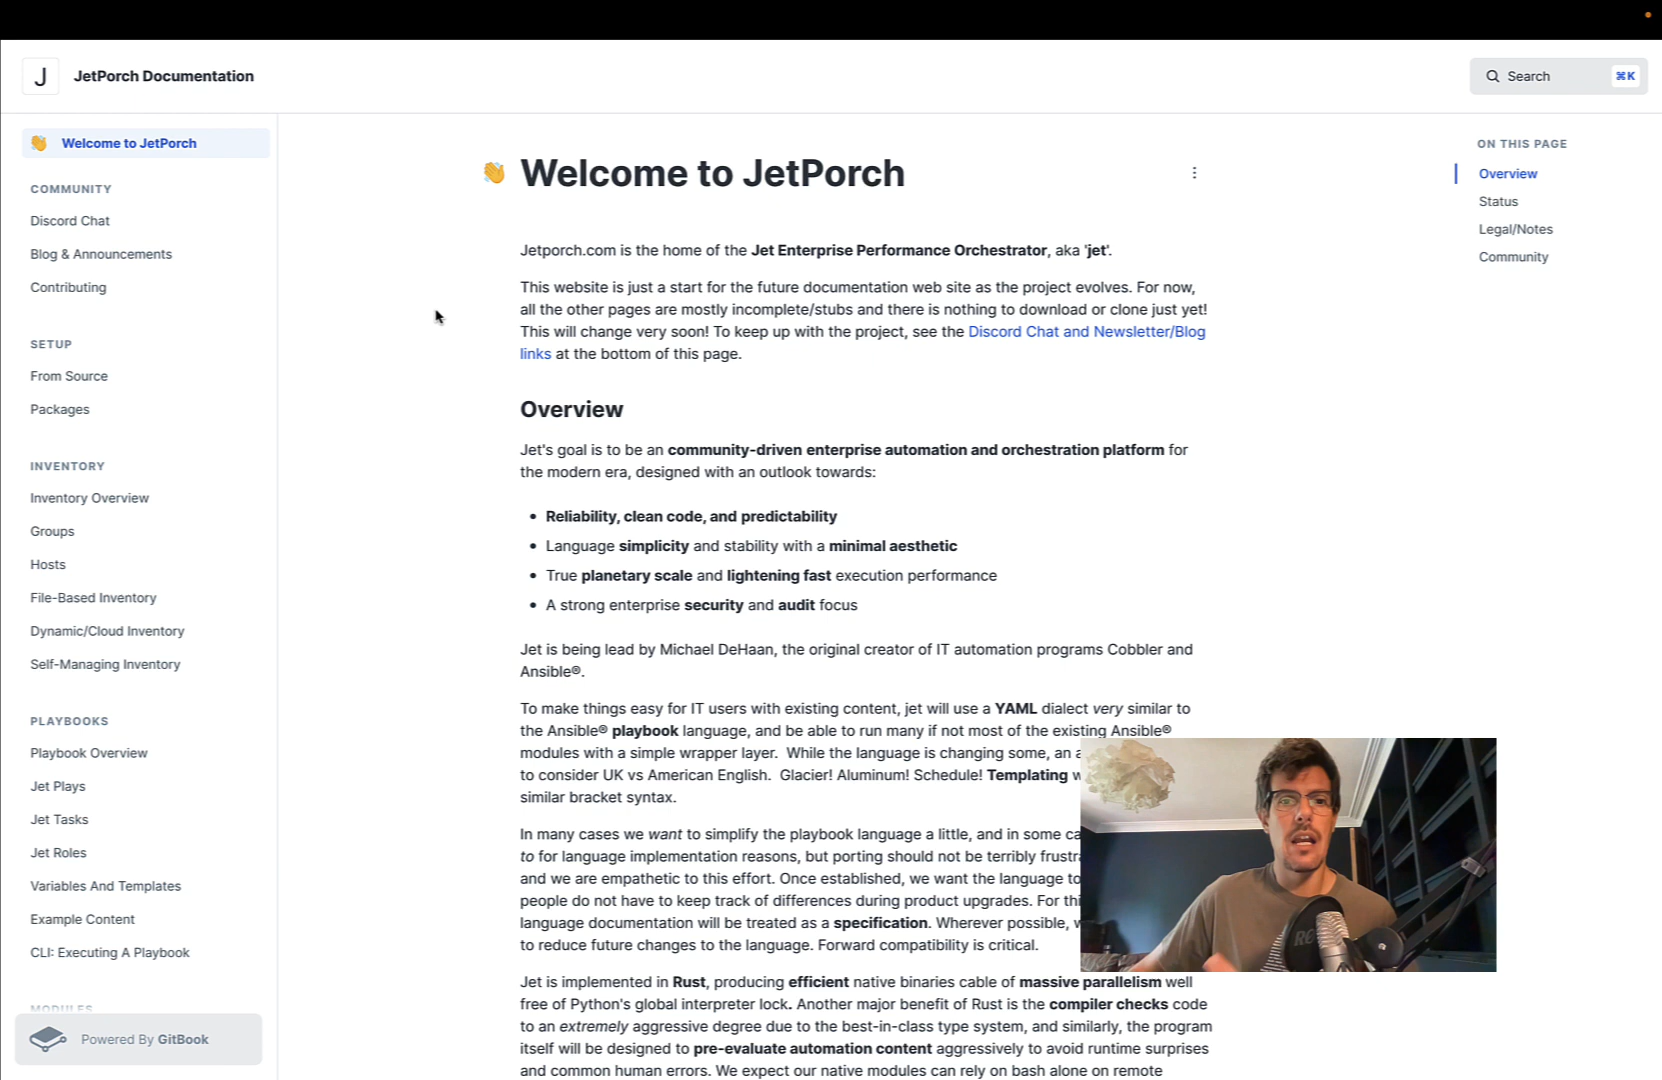 J JetPorch Documentation
Search ⌘K
👋 Welcome to JetPorch
COMMUNITY
Discord Chat
Blog & Announcements
Contributing
SETUP
From Source
Packages
INVENTORY
Inventory Overview
Groups
Hosts
File-Based Inventory
Dynamic/Cloud Inventory
Self-Managing Inventory
PLAYBOOKS
Playbook Overview
Jet Plays
Jet Tasks
Jet Roles
Variables And Templates
Example Content
CLI: Executing A Playbook
MODULES
Powered By GitBook
👋 Welcome to JetPorch
Jetporch.com is the home of the Jet Enterprise Performance Orchestrator, aka 'jet'.
This website is just a start for the future documentation web site as the project evolves. For now,
all the other pages are mostly incomplete/stubs and there is nothing to download or clone just yet!
This will change very soon! To keep up with the project, see the Discord Chat and Newsletter/Blog
links at the bottom of this page.
Overview
Jet's goal is to be an community-driven enterprise automation and orchestration platform for
the modern era, designed with an outlook towards:
• Reliability, clean code, and predictability
• Language simplicity and stability with a minimal aesthetic
• True planetary scale and lightening fast execution performance
• A strong enterprise security and audit focus
Jet is being lead by Michael DeHaan, the original creator of IT automation programs Cobbler and
Ansible®.
To make things easy for IT users with existing content, jet will use a YAML dialect very similar to
the Ansible® playbook language, and be able to run many if not most of the existing Ansible®
modules with a simple wrapper layer. While the language is changing some, an
to consider UK vs American English. Glacier! Aluminum! Schedule! Templating
similar bracket syntax.
In many cases we want to simplify the playbook language a little, and in some
to for language implementation reasons, but porting should not be terribly
and we are empathetic to this effort. Once established, we want the language to
people do not have to keep track of differences during product upgrades. For
language documentation will be treated as a specification. Wherever possible,
to reduce future changes to the language. Forward compatibility is critical.
Jet is implemented in Rust, producing efficient native binaries cable of massive parallelism well
free of Python's global interpreter lock. Another major benefit of Rust is the compiler checks code
to an extremely aggressive degree due to the best-in-class type system, and similarly, the program
itself will be designed to pre-evaluate automation content aggressively to avoid runtime surprises
and common human errors. We expect our native modules can rely on bash alone on remote
ON THIS PAGE
Overview
Status
Legal/Notes
Community